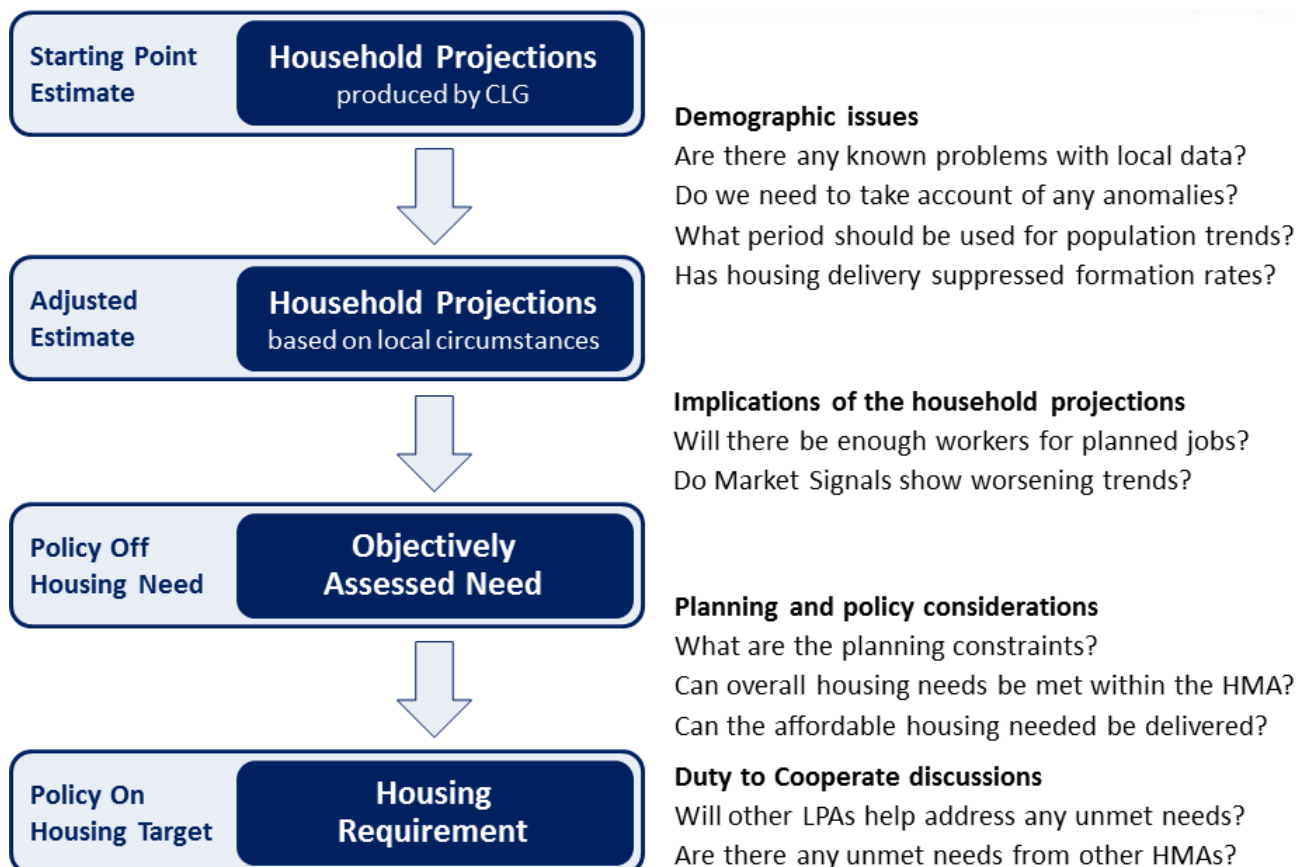 Starting Point
Estimate
Household Projections
produced by CLG
Demographic issues
Are there any known problems with local data?
Do we need to take account of any anomalies?
What period should be used for population trends?
Has housing delivery suppressed formation rates?
Adjusted
Estimate
Household Projections
based on local circumstances
Implications of the household projections
Will there be enough workers for planned jobs?
Do Market Signals show worsening trends?
Policy Off
Housing Need
Objectively
Assessed Need
Planning and policy considerations
What are the planning constraints?
Can overall housing needs be met within the HMA?
Can the affordable housing needed be delivered?
Policy On
Housing Target
Housing
Requirement
Duty to Cooperate discussions
Will other LPAs help address any unmet needs?
Are there any unmet needs from other HMAs?